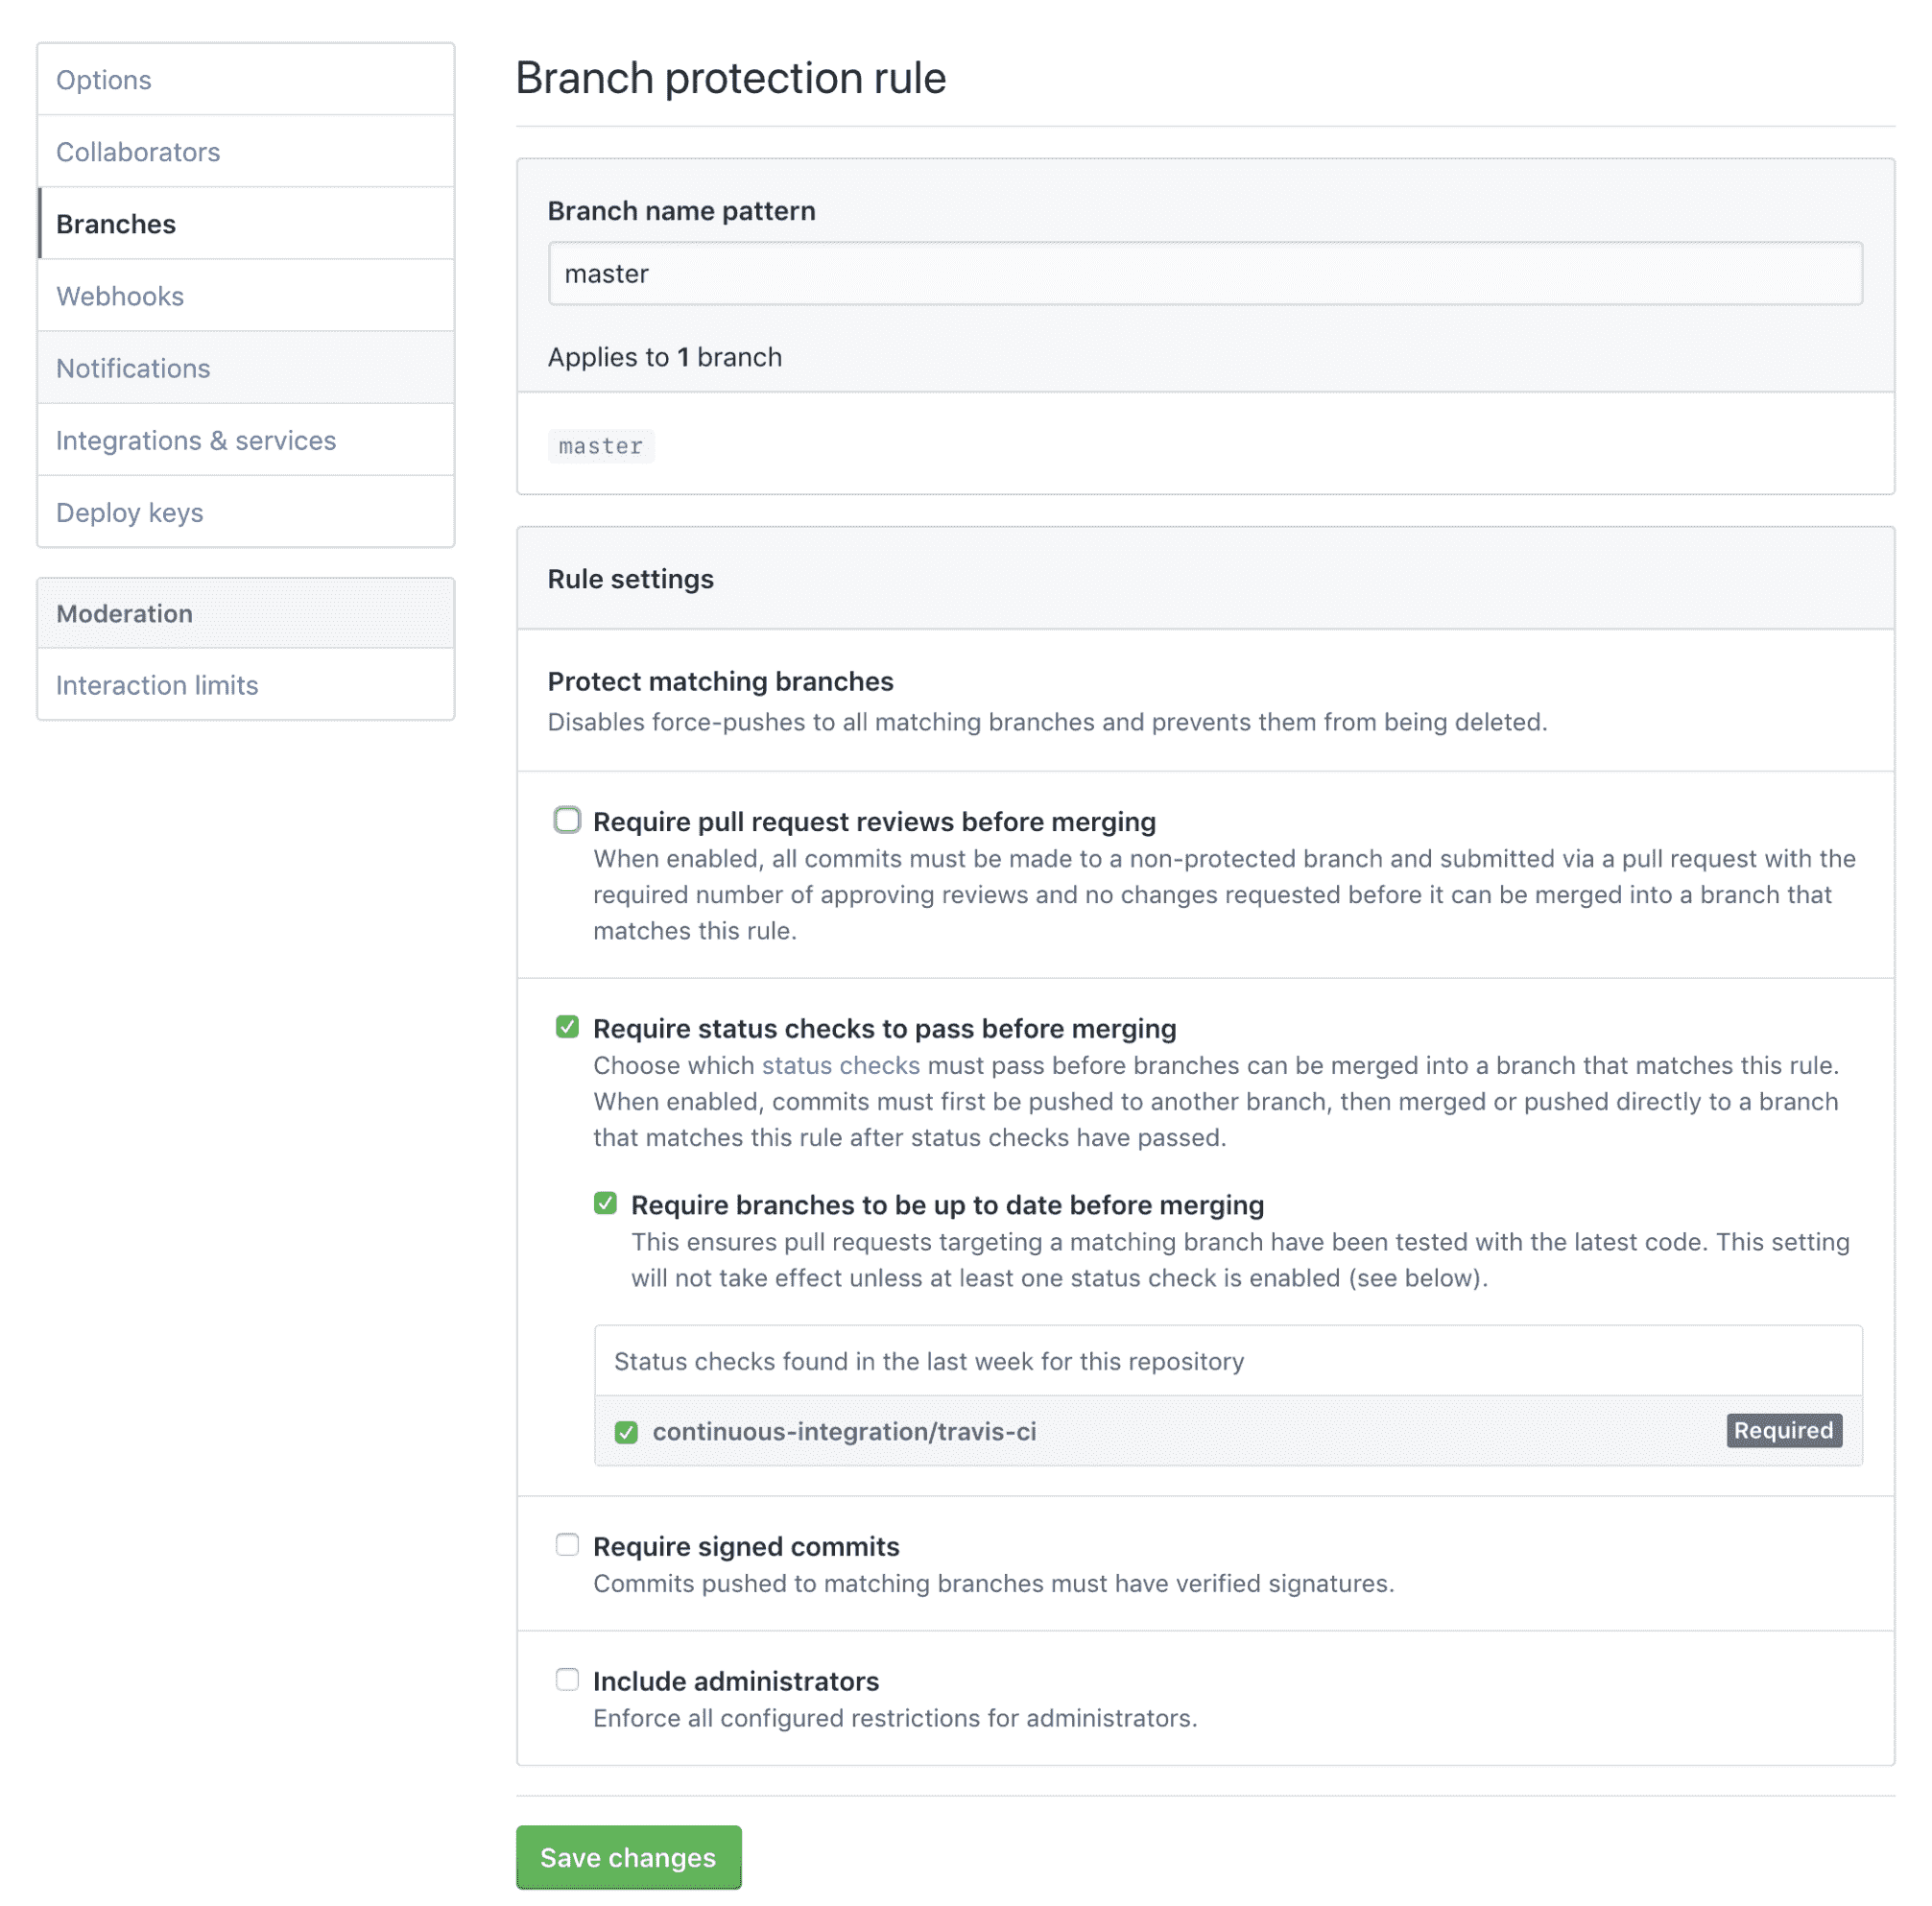 Options
Collaborators
Branches
Webhooks
Notifications
Integrations & services
Deploy keys
Moderation
Interaction limits
Branch protection rule
Branch name pattern
master
Applies to 1 branch
master
Rule settings
Protect matching branches
Disables force-pushes to all matching branches and prevents them from being deleted.
Require pull request reviews before merging
When enabled, all commits must be made to a non-protected branch and submitted via a pull request with the
required number of approving reviews and no changes requested before it can be merged into a branch that
matches this rule.
Require status checks to pass before merging
Choose which status checks must pass before branches can be merged into a branch that matches this rule.
When enabled, commits must first be pushed to another branch, then merged or pushed directly to a branch
that matches this rule after status checks have passed.
Require branches to be up to date before merging
This ensures pull requests targeting a matching branch have been tested with the latest code. This setting
will not take effect unless at least one status check is enabled (see below).
Status checks found in the last week for this repository
continuous-integration/travis-ci Required
Require signed commits
Commits pushed to matching branches must have verified signatures.
Include administrators
Enforce all configured restrictions for administrators.
Save changes